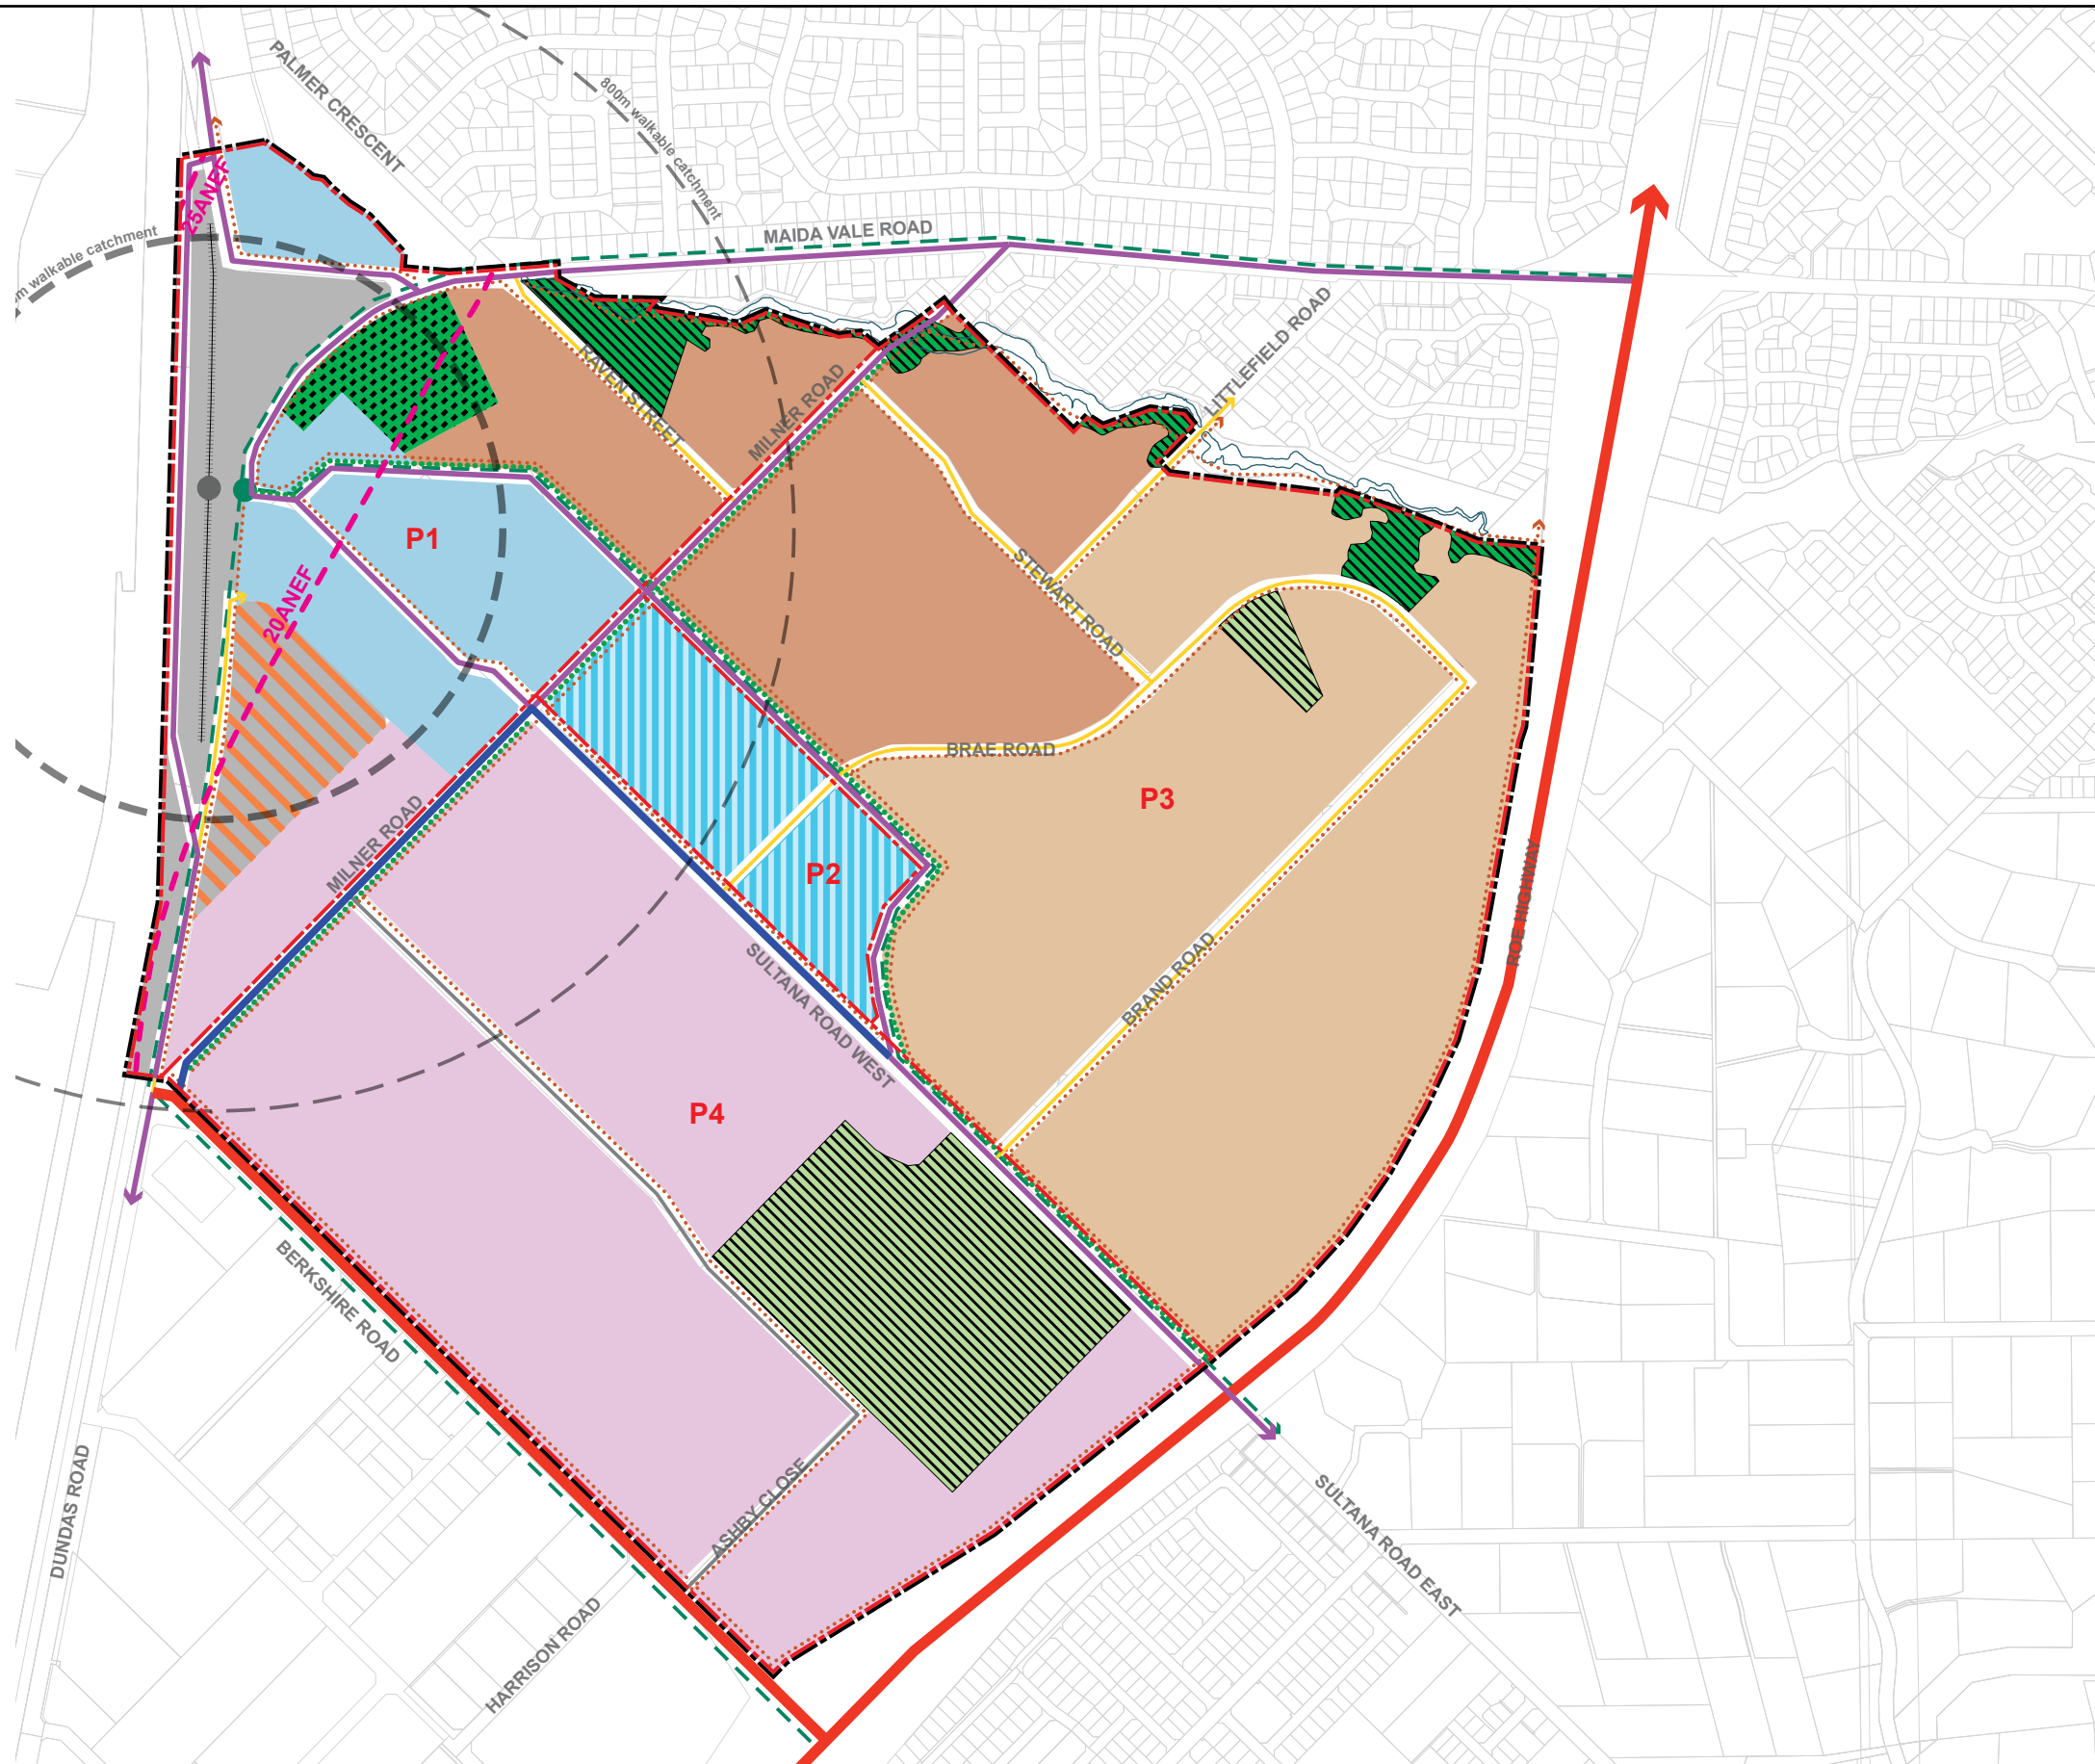 PALMER CRESCENT
800m walkable catchment
25ANEF
MAIDA VALE ROAD
m walkable catchment
LITTLEFIELD ROAD
RAVEN STREET
MILNER ROAD
P1
STEWART ROAD
20ANEF
BRAE ROAD
P3
MILNER ROAD
P2
ROE HIGHWAY
BRAND ROAD
SULTANA ROAD WEST
P4
BERKSHIRE ROAD
DUNDAS ROAD
ASHBY CLOSE
SULTANA ROAD EAST
HARRISON ROAD